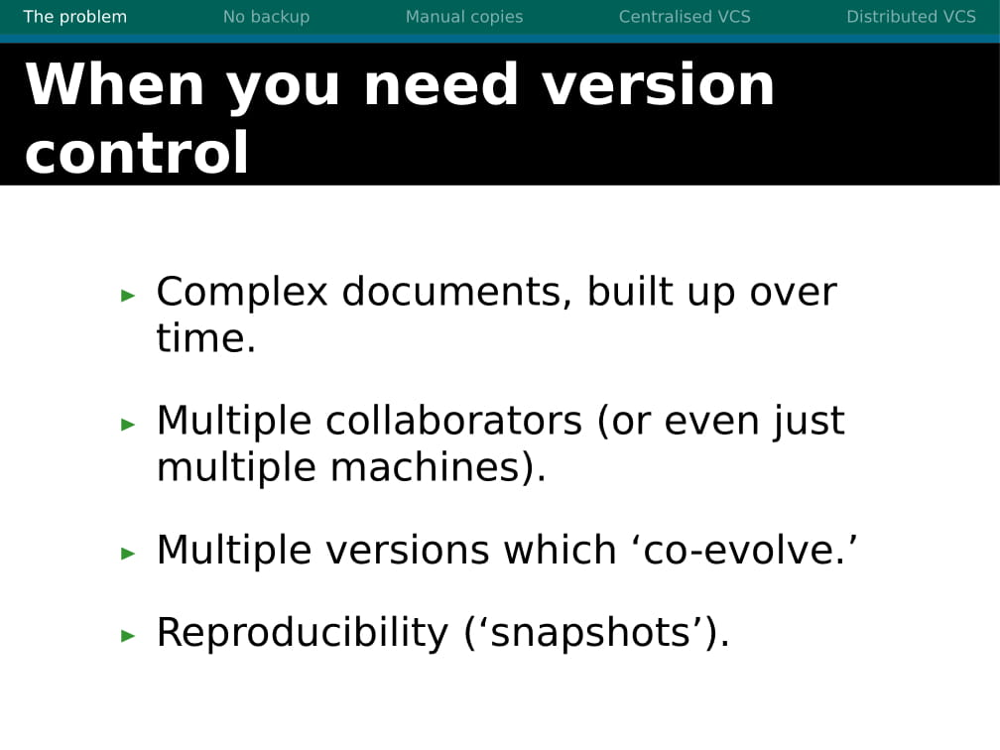 The problem No backup Manual copies Centralised VCS Distributed VCS
When you need version
control
► Complex documents, built up over
time.
► Multiple collaborators (or even just
multiple machines).
► Multiple versions which ‘co-evolve.’
► Reproducibility (‘snapshots’).